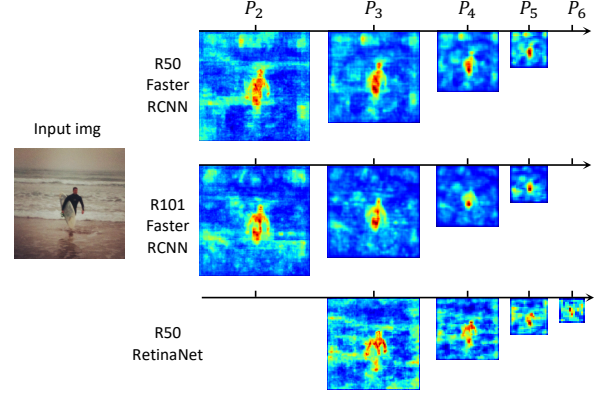 P2 P3 P4 P5 P6
R50
Faster
RCNN
Input img
R101
Faster
RCNN
R50
RetinaNet